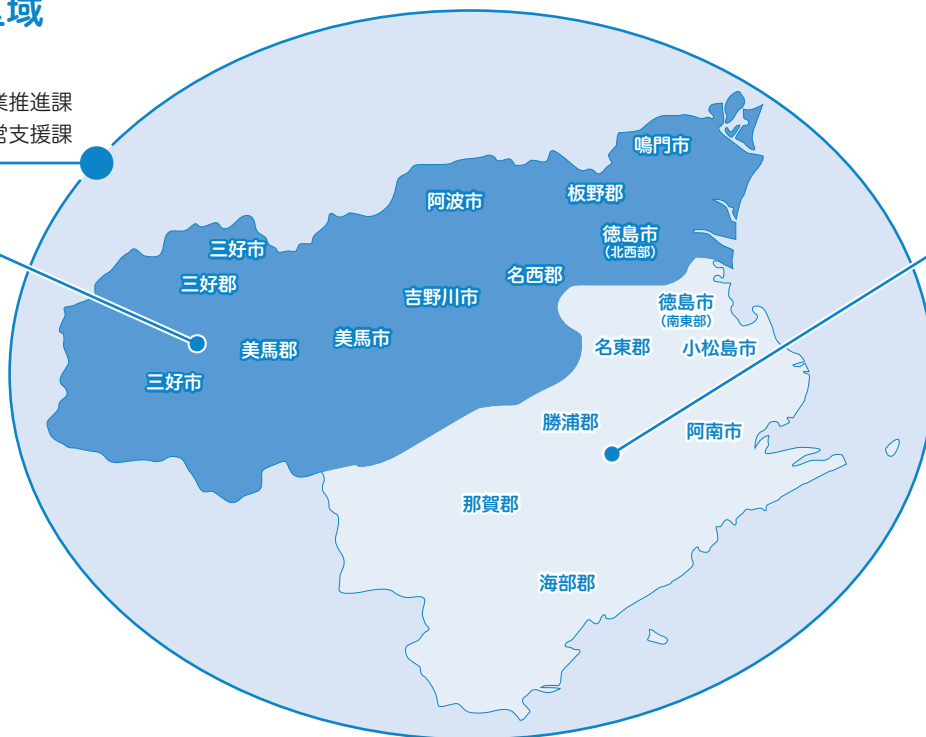 域
業推進課
営支援課
鳴門市
板野郡
阿波市
徳島市
(北西部)
三好市
名西郡
三好郡
吉野川市
徳島市
(南東部)
美馬市
美馬郡
名東郡
小松島市
三好市
勝浦郡
阿南市
那賀郡
海部郡